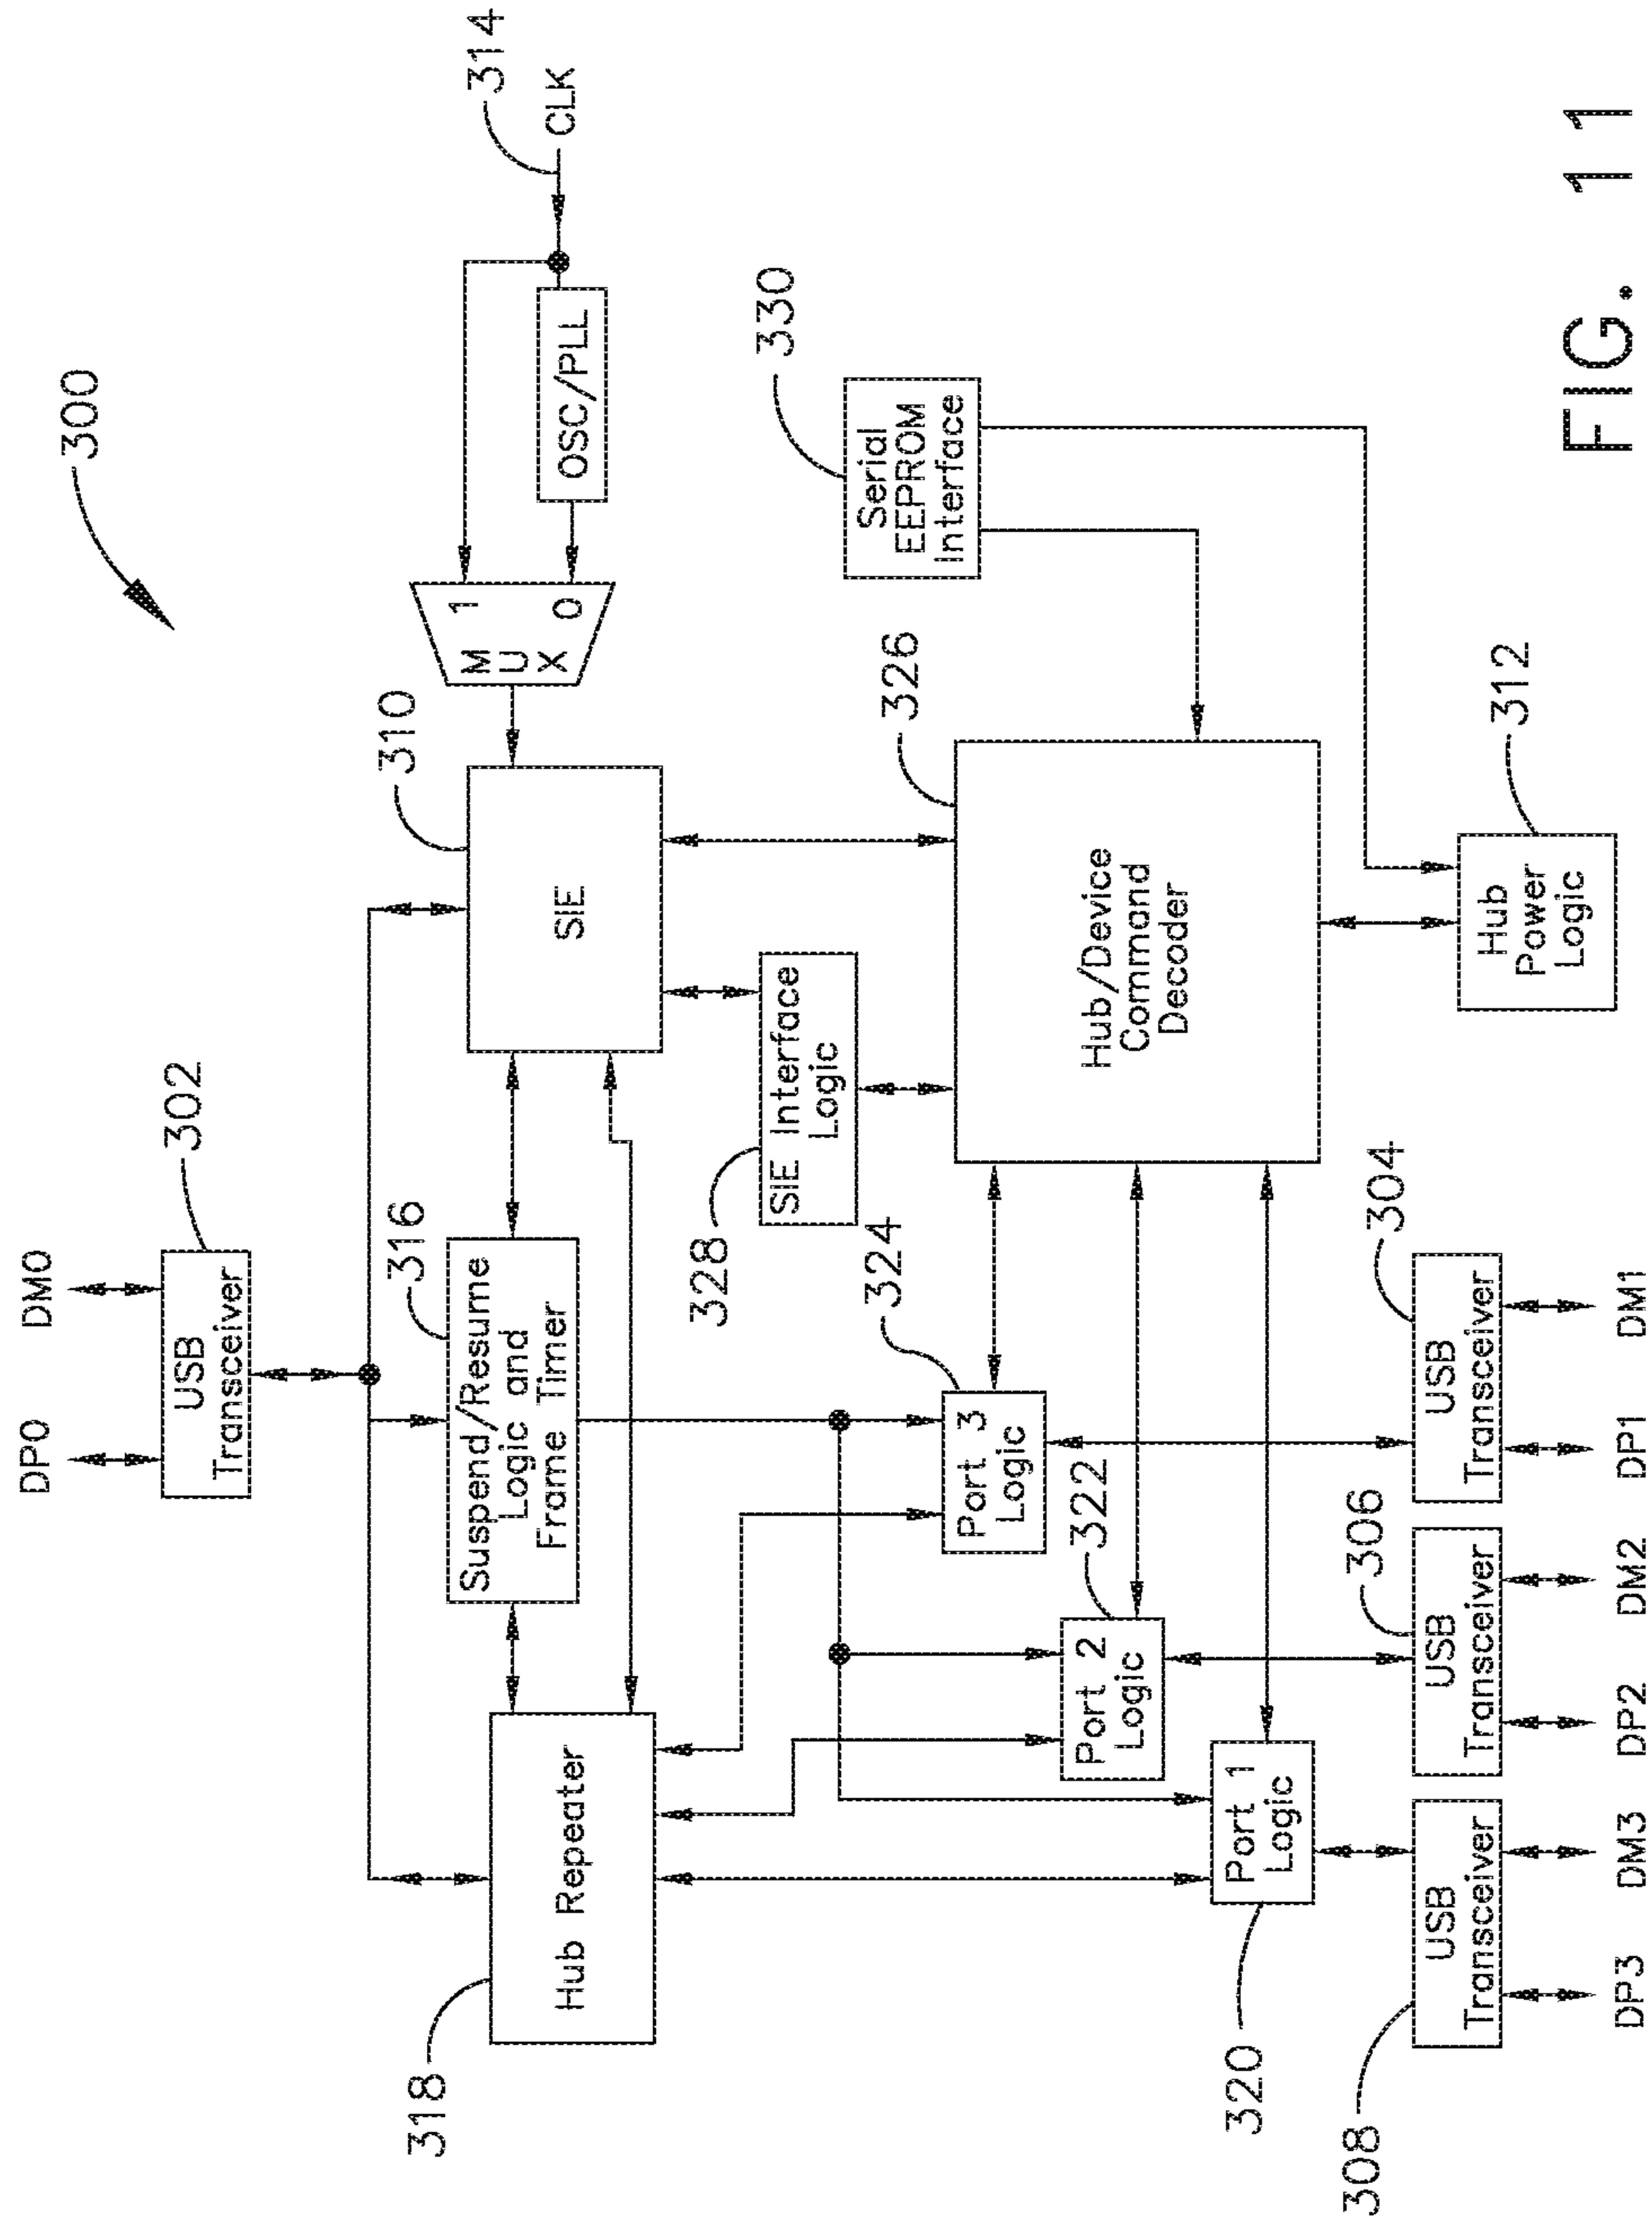 300
DP0
DM0
302
USB
Transceiver
318
Hub Repeater
316
Suspend/Resume
Logic and
Frame Timer
310
SIE
M
U
X
1
0
OSC/PLL
314
CLK
328
SIE Interface
Logic
324
Port 3
Logic
322
Port 2
Logic
320
Port 1
Logic
326
Hub/Device
Command
Decoder
330
Serial
EEPROM
Interface
308
USB
Transceiver
306
USB
Transceiver
304
USB
Transceiver
312
Hub
Power
Logic
DP3
DM3
DP2
DM2
DP1
DM1
FIG. 11